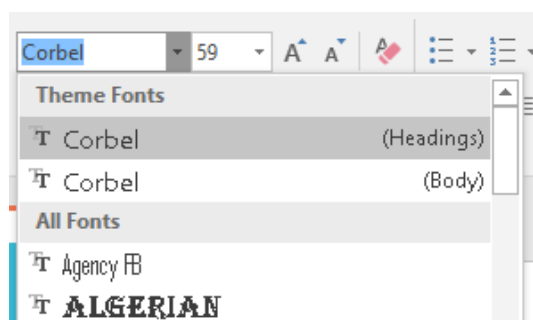 Corbel 59
Theme Fonts
Corbel (Headings)
Corbel (Body)
All Fonts
Agency FB
ALGERIAN